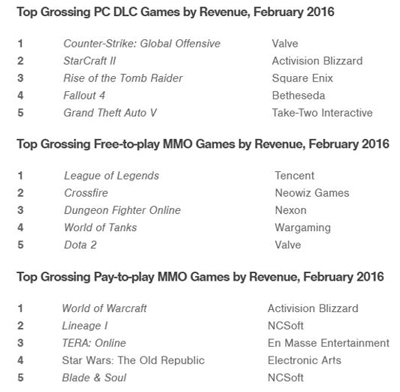 Top Grossing PC DLC Games by Revenue, February 2016
1 Counter-Strike: Global Offensive Valve
2 StarCraft II Activision Blizzard
3 Rise of the Tomb Raider Square Enix
4 Fallout 4 Betheseda
5 Grand Theft Auto V Take-Two Interactive
Top Grossing Free-to-play MMO Games by Revenue, February 2016
1 League of Legends Tencent
2 Crossfire Neowiz Games
3 Dungeon Fighter Online Nexon
4 World of Tanks Wargaming
5 Dota 2 Valve
Top Grossing Pay-to-play MMO Games by Revenue, February 2016
1 World of Warcraft Activision Blizzard
2 Lineage I NCSoft
3 TERA: Online En Masse Entertainment
4 Star Wars: The Old Republic Electronic Arts
5 Blade & Soul NCSoft